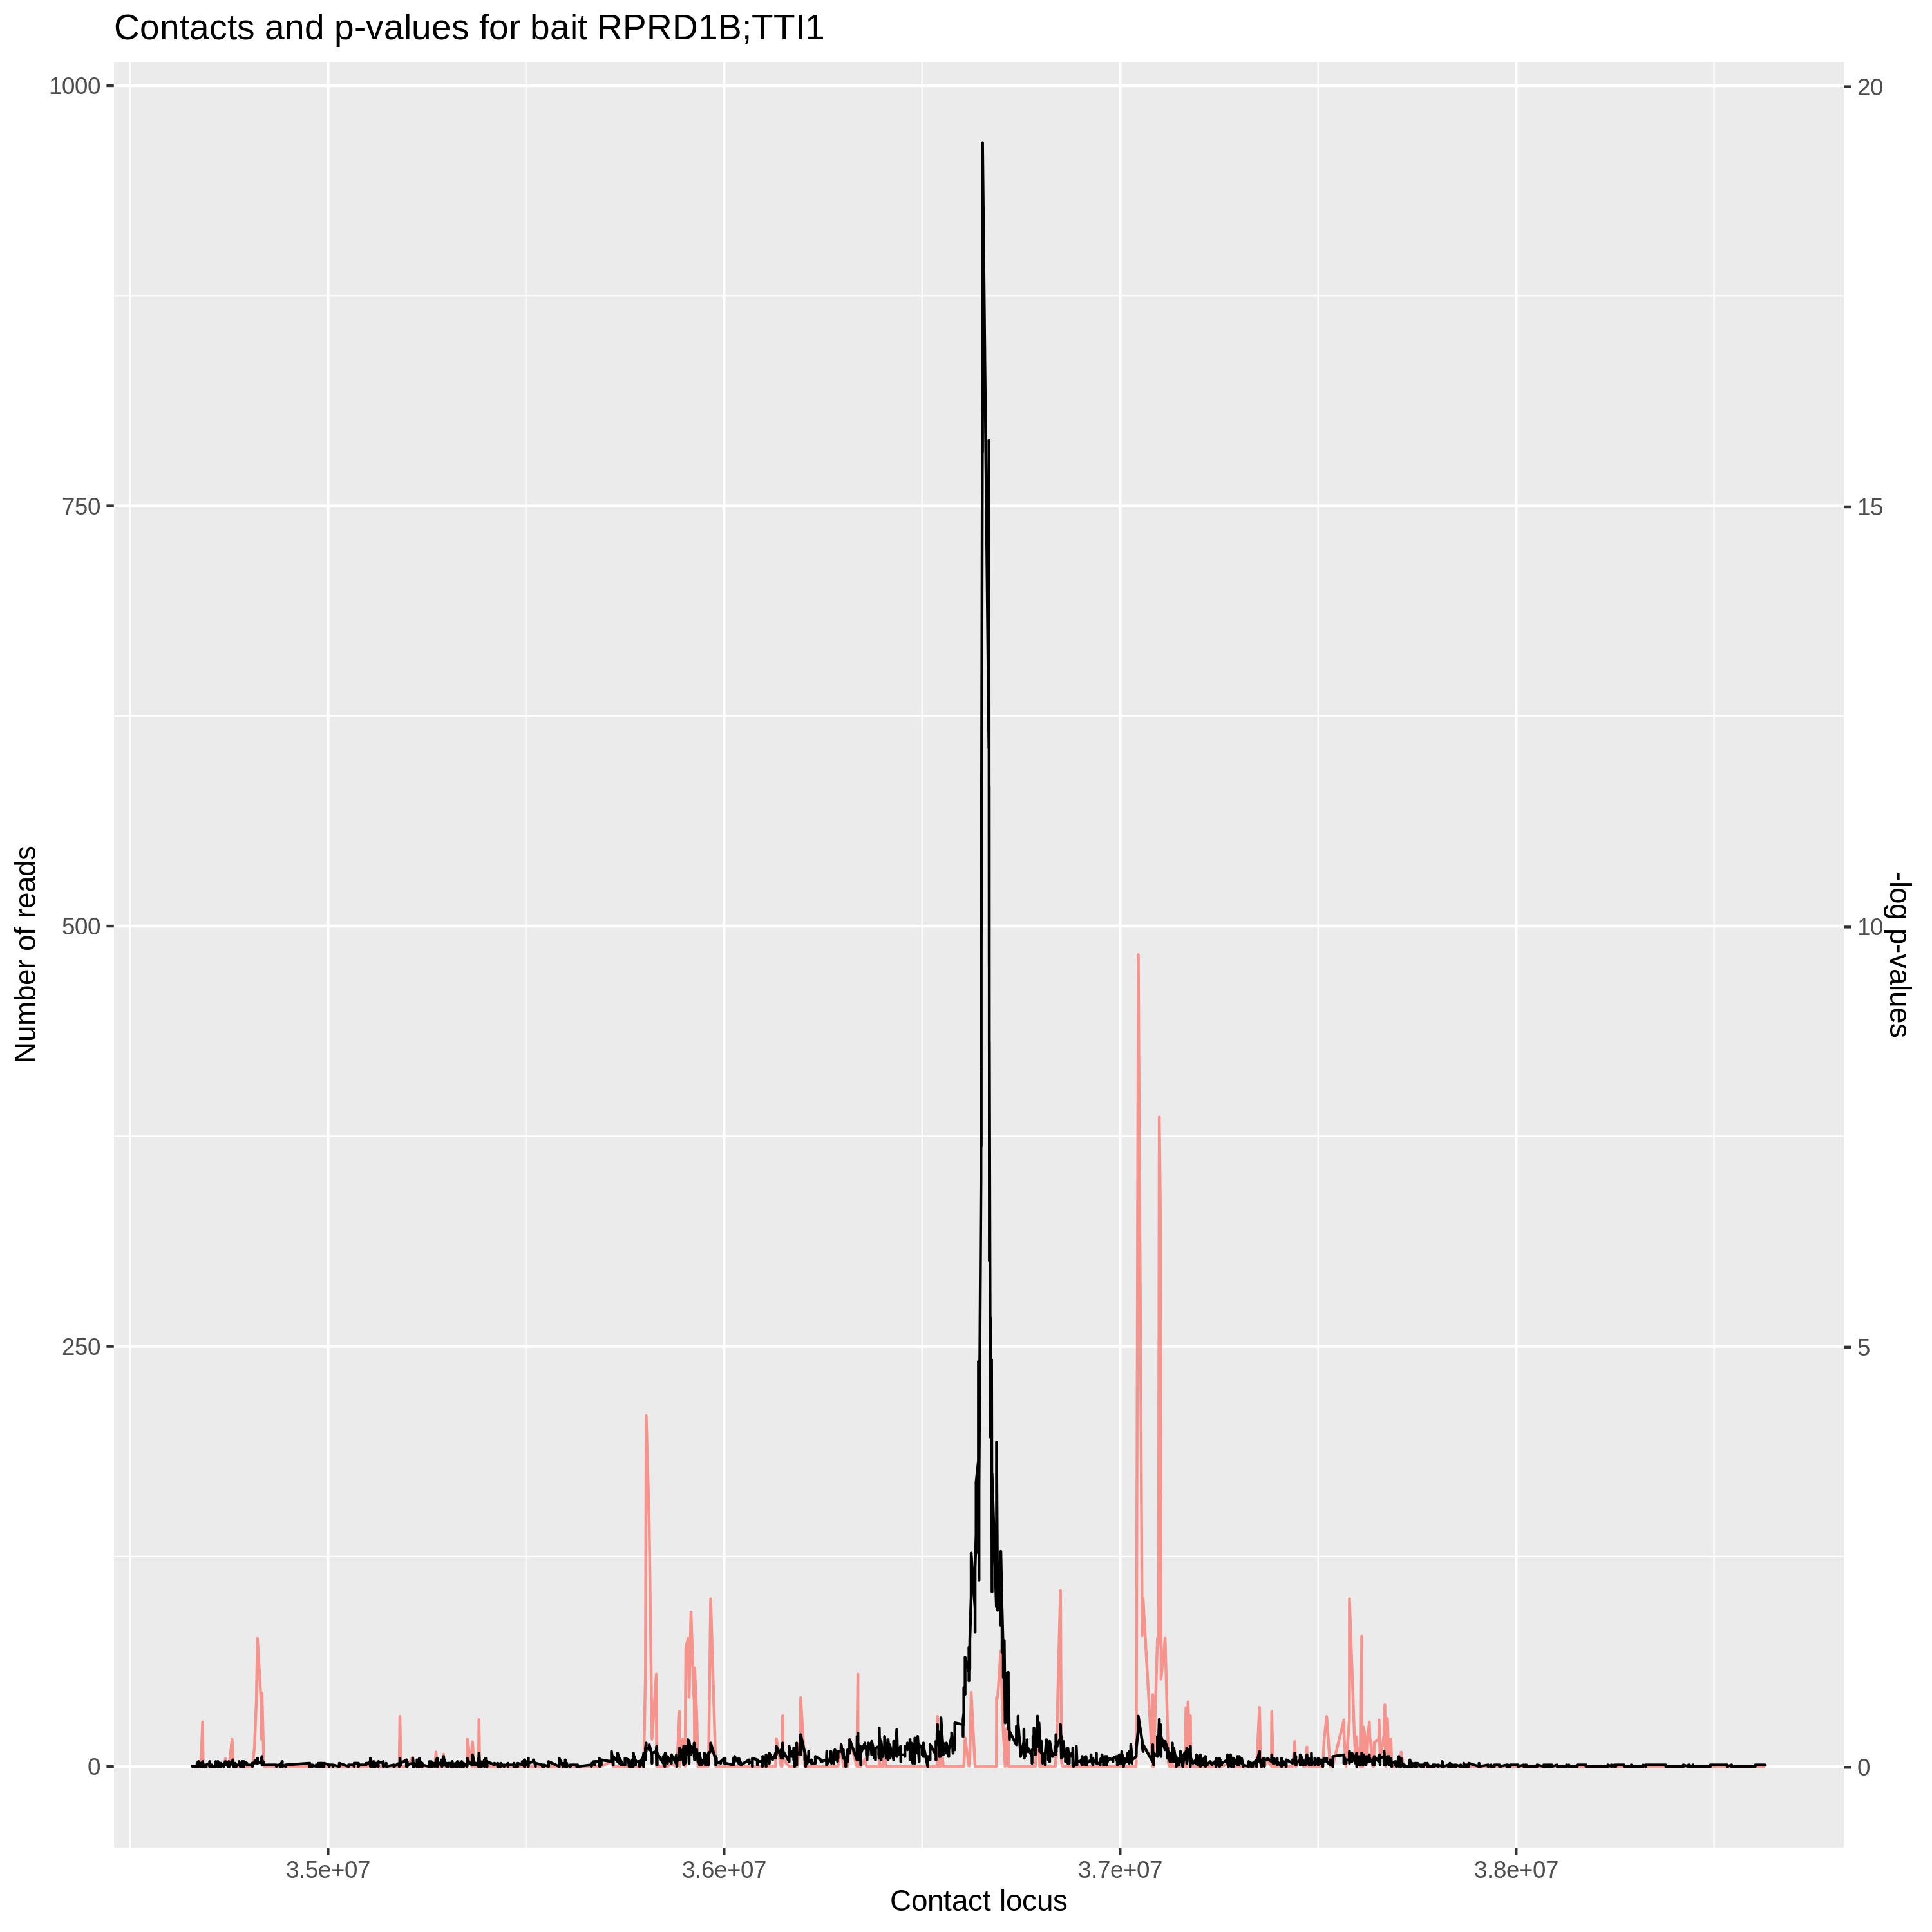 Contacts and p-values for bait RPRD1B;TTI1
1000
750
500
250
0
Number of reads
20
15
10
5
0
-log p-values
3.5e+07
3.6e+07
3.7e+07
3.8e+07
Contact locus